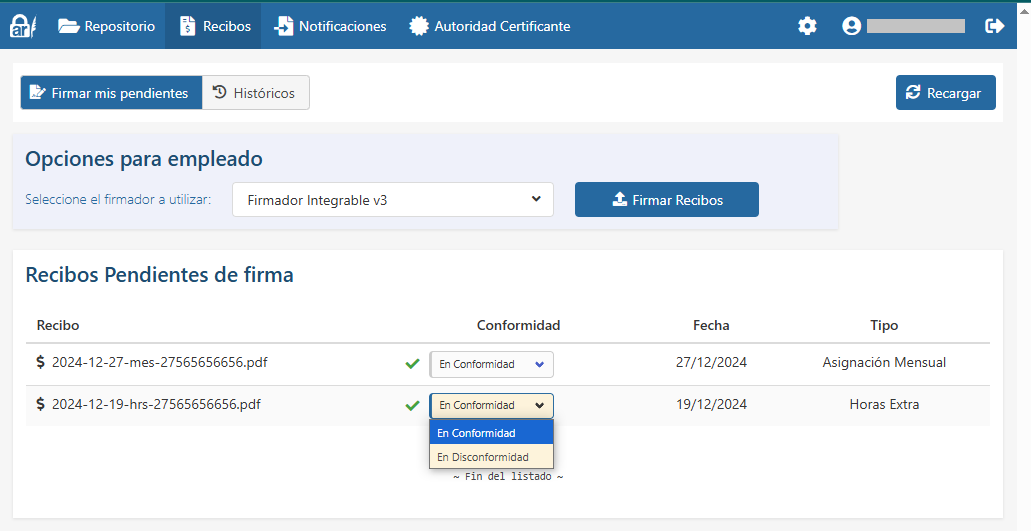 ar Repositorio Recibos Notificaciones Autoridad Certificante
Firmar mis pendientes Históricos Recargar
Opciones para empleado
Seleccione el firmador a utilizar: Firmador Integrable v3 Firmar Recibos
Recibos Pendientes de firma
Recibo Conformidad Fecha Tipo
$ 2024-12-27-mes-27565656656.pdf En Conformidad 27/12/2024 Asignación Mensual
$ 2024-12-19-hrs-27565656656.pdf En Conformidad 19/12/2024 Horas Extra
En Conformidad
En Disconformidad
~ Fin del listado ~